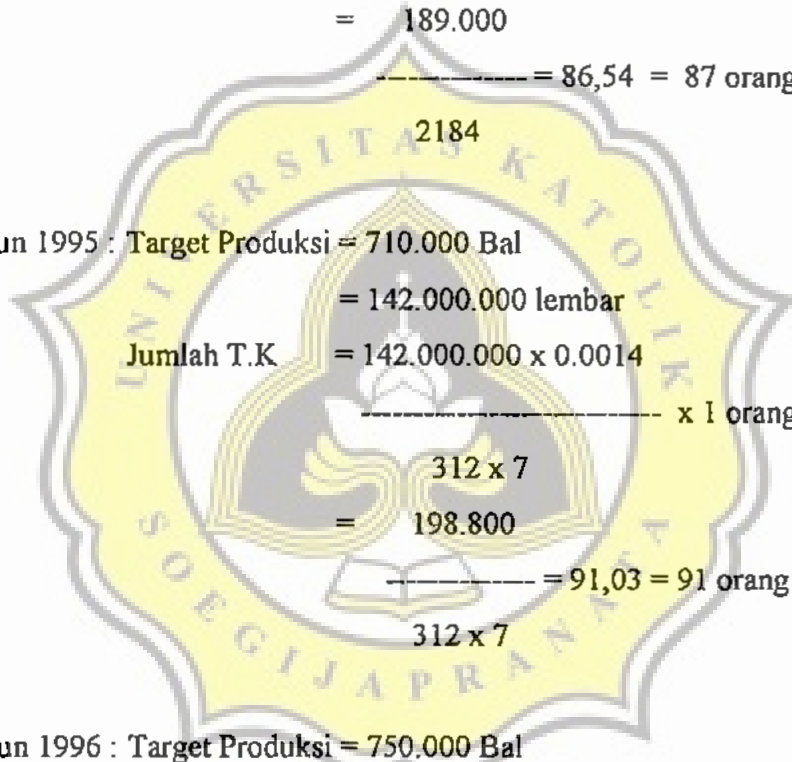 = 189.000
------------- = 86,54 = 87 orang
2184
un 1995 : Target Produksi = 710.000 Bal
= 142.000.000 lembar
Jumlah T.K = 142.000.000 x 0.0014
-------------------------- x 1 orang
312 x 7
= 198.800
------------- = 91,03 = 91 orang
312 x 7
un 1996 : Target Produksi = 750.000 Bal
UNIVERSITAS KATOLIK
SOEGIJAPRANATA